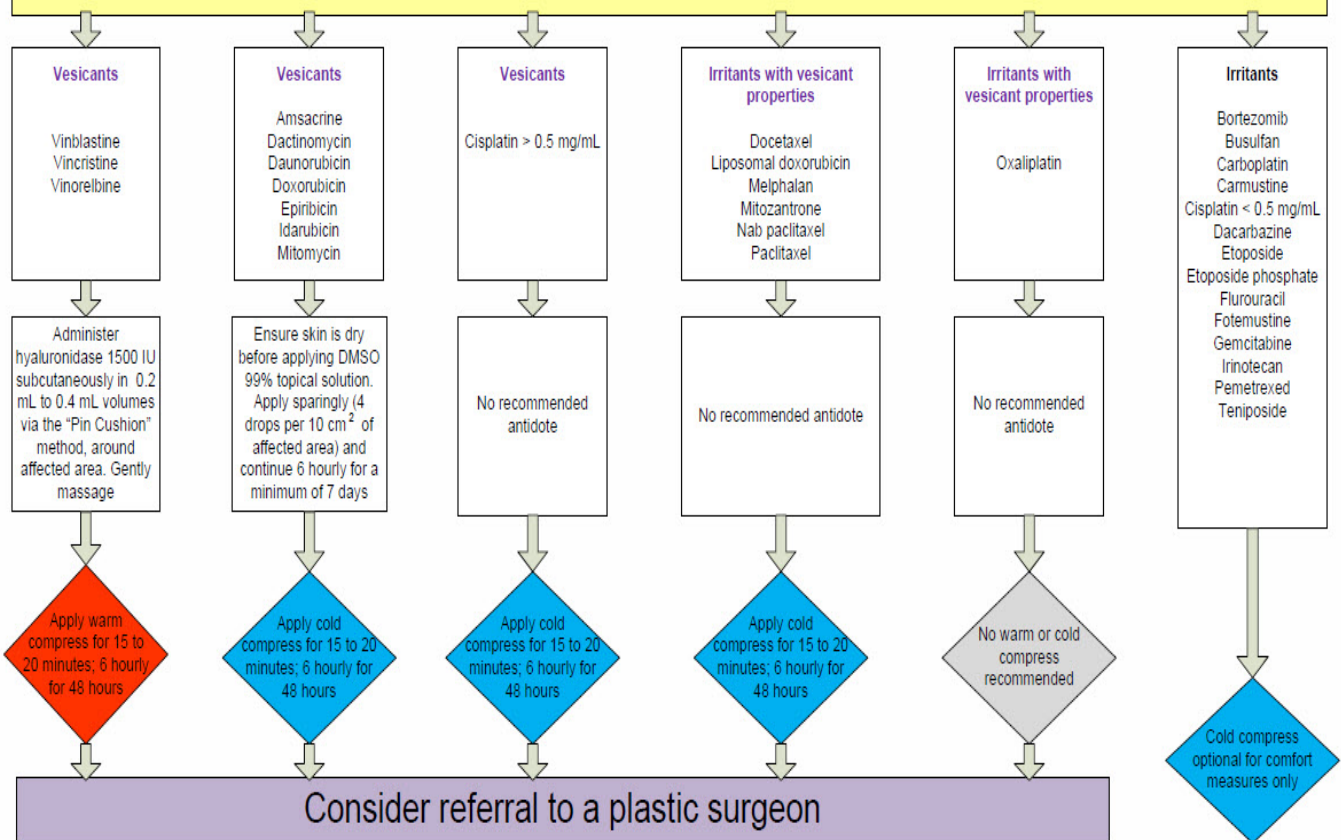 Vesicants
Vinblastine
Vincristine
Vinorelbine
Administer
hyaluronidase 1500 IU
subcutaneously in 0.2
mL to 0.4 mL volumes
via the “Pin Cushion”
method, around
affected area. Gently
massage
Apply warm
compress for 15 to
20 minutes; 6 hourly
for 48 hours
Vesicants
Amsacrine
Dactinomycin
Daunorubicin
Doxorubicin
Epiribicin
Idarubicin
Mitomycin
Ensure skin is dry
before applying DMSO
99% topical solution.
Apply sparingly (4
drops per 10 cm² of
affected area) and
continue 6 hourly for a
minimum of 7 days
Apply cold
compress for 15 to 20
minutes; 6 hourly for
48 hours
Vesicants
Cisplatin > 0.5 mg/mL
No recommended
antidote
Apply cold
compress for 15 to 20
minutes; 6 hourly for
48 hours
Irritants with vesicant
properties
Docetaxel
Liposomal doxorubicin
Melphalan
Mitozantrone
Nab paclitaxel
Paclitaxel
No recommended antidote
Apply cold
compress for 15 to 20
minutes; 6 hourly for
48 hours
Irritants with
vesicant properties
Oxaliplatin
No recommended
antidote
No warm or cold
compress
recommended
Irritants
Bortezomib
Busulfan
Carboplatin
Carmustine
Cisplatin < 0.5 mg/mL
Dacarbazine
Etoposide
Etoposide phosphate
Flurouracil
Fotemustine
Gemcitabine
Irinotecan
Pemetrexed
Teniposide
Cold compress
optional for comfort
measures only
Consider referral to a plastic surgeon